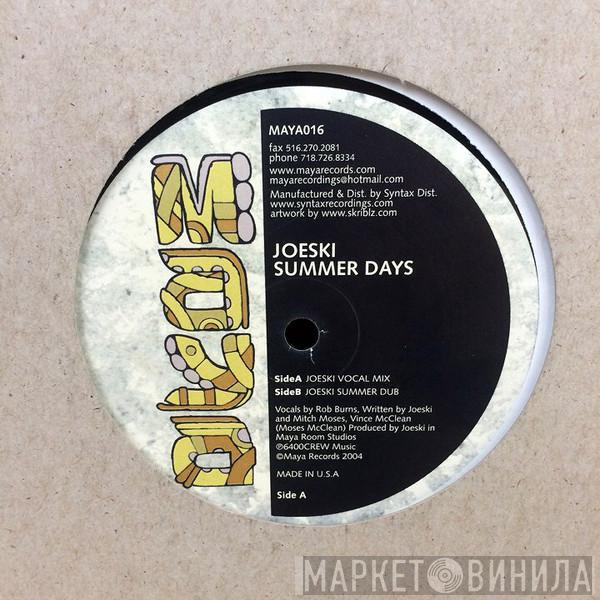 MAYA
MAYA016
fax 516.270.2081
phone 718.726.8334
www.mayarecords.com
mayarecordings@hotmail.com
Manufactured & Dist. by Syntax Dist.
www.syntaxrecordings.com
artwork by www.skriblz.com
JOESKI
SUMMER DAYS
SideA JOESKI VOCAL MIX
SideB JOESKI SUMMER DUB
Vocals by Rob Burns, Written by Joeski
and Mitch Moses, Vince McClean
(Moses McClean) Produced by Joeski in
Maya Room Studios
℗6400CREW Music
©Maya Records 2004
MADE IN U.S.A
Side A
МАРКЕТ ВИНИЛА